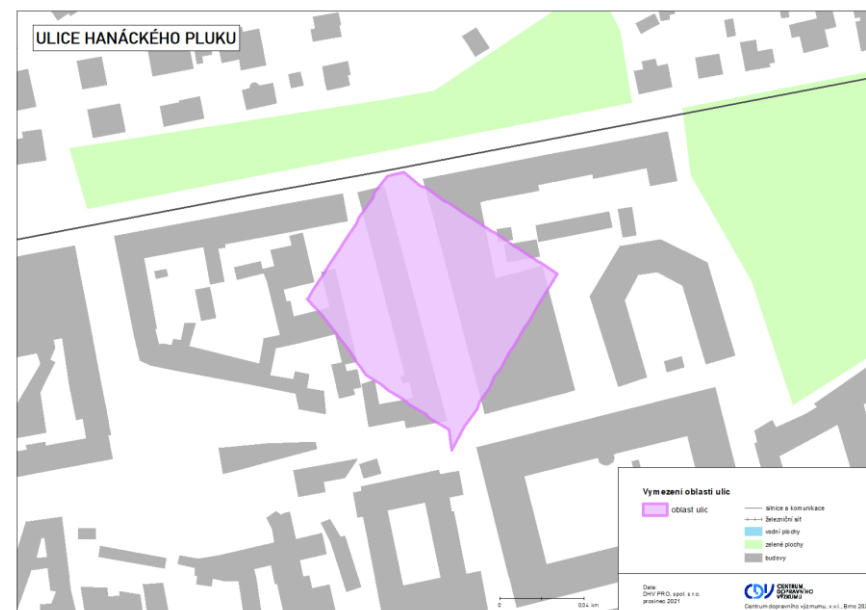 ULICE HANÁCKÉHO PLUKU
Vymezení oblasti ulic
oblast ulic
silnice a komunikace
železniční síť
vodní plochy
zelené plochy
budovy
Data:
DHV PRO, spol. s r.o.
prosinec 2021
CDV CENTRUM
DOPRAVNÍHO
VÝZKUMU
Centrum dopravního výzkumu, v.v.i., Brno
0
0,04 km